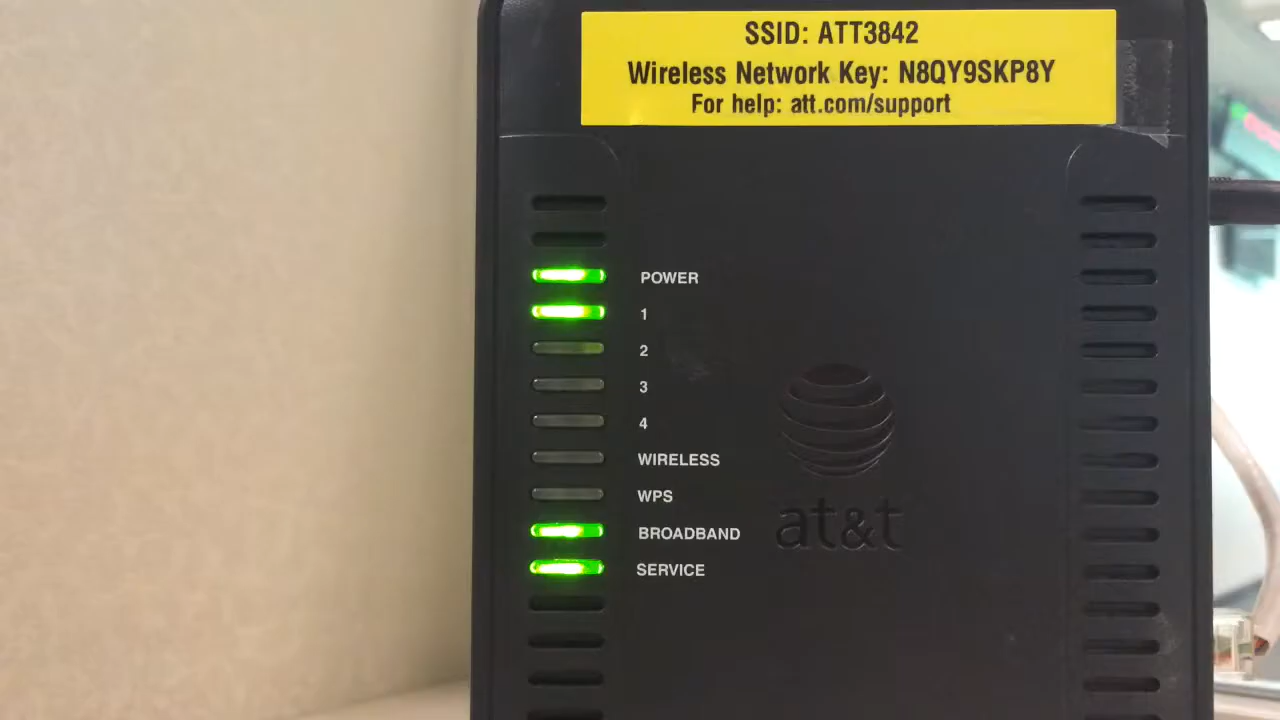 SSID: ATT3842
Wireless Network Key: N8QY9SKP8Y
For help: att.com/support
POWER
1
2
3
4
WIRELESS
WPS
BROADBAND
SERVICE
at&t